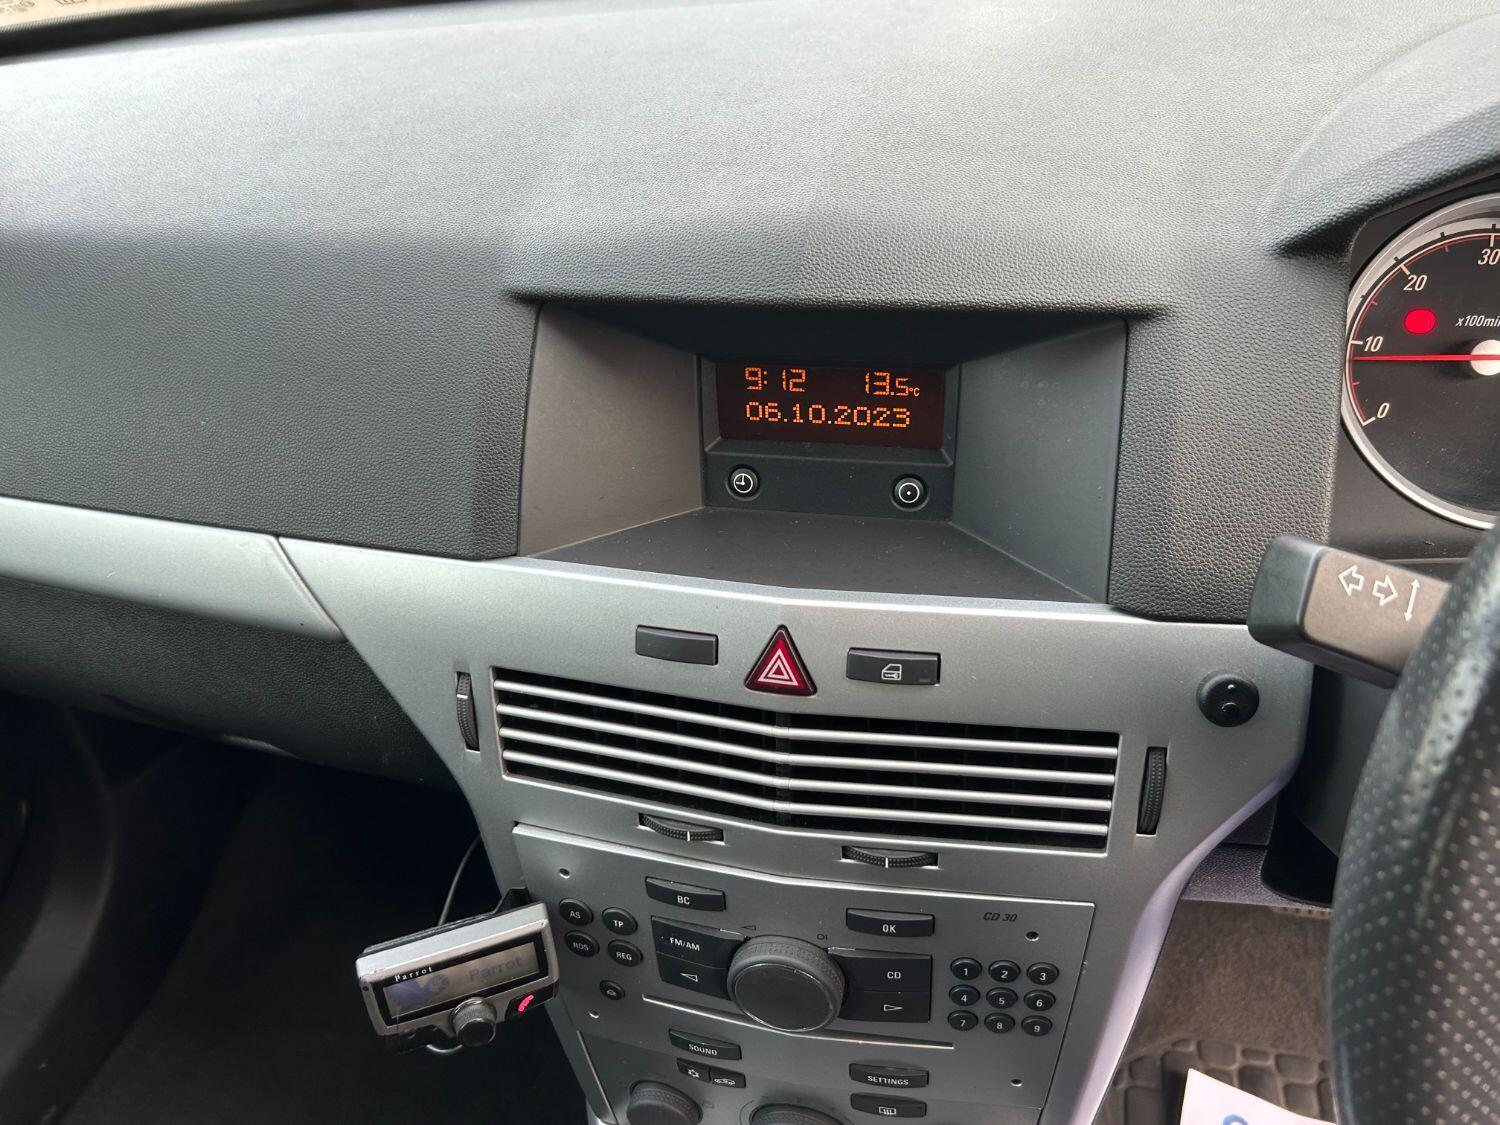 9:12 13.5°C
06.10.2023
30
20
x100mi
10
0
BC
OK
CD 30
AS
TP
FM/AM
RDS
REG
CD
1 2 3
4 5 6
7 8 9
Parrot
Parrot
SOUND
SETTINGS